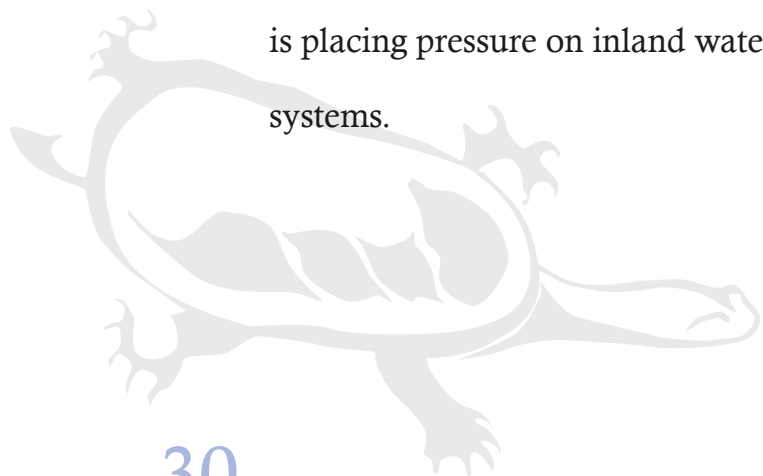 is placing pressure on inland wate
systems.
30